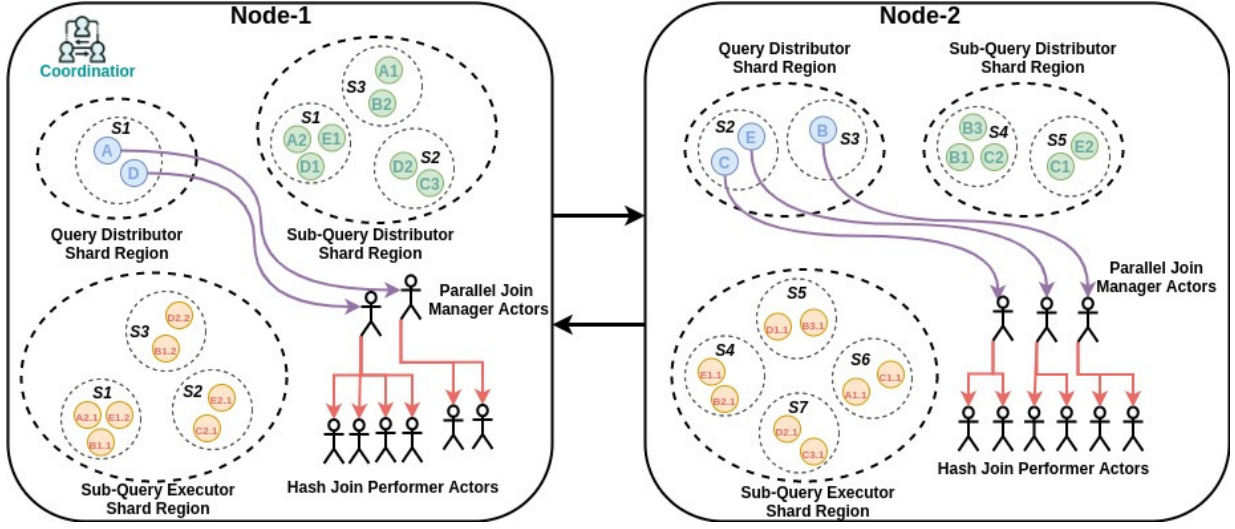 Node-1
Coordinatior
S1
A
D
Query Distributor
Shard Region
S3
A1
B2
S1
A2
E1
D1
S2
D2
C3
Sub-Query Distributor
Shard Region
Parallel Join
Manager Actors
Hash Join Performer Actors
S3
D2.2
B1.2
S1
A2.1
E1.2
B1.1
S2
E2.1
C2.1
Sub-Query Executor
Shard Region
Node-2
Query Distributor
Shard Region
S2
E
C
B
S3
Sub-Query Distributor
Shard Region
B3
S4
B1
C2
S5
E2
C1
Parallel Join
Manager Actors
Hash Join Performer Actors
S5
D1.1
B3.1
S4
E1.1
B2.1
S6
C1.1
A1.1
S7
D2.1
C3.1
Sub-Query Executor
Shard Region